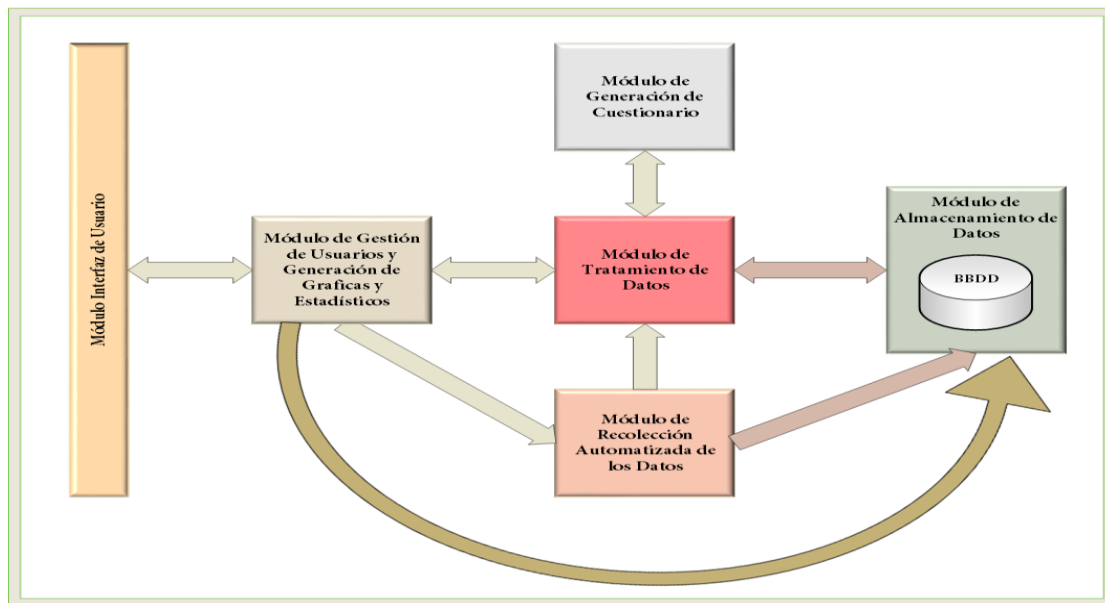 Módulo Interfaz de Usuario
Módulo de
Generación de
Cuestionario
Módulo de Gestión
de Usuarios y
Generación de
Graficas y
Estadísticos
Módulo de
Tratamiento de
Datos
Módulo de
Almacenamiento de
Datos
BBDD
Módulo de
Recolección
Automatizada de
los Datos